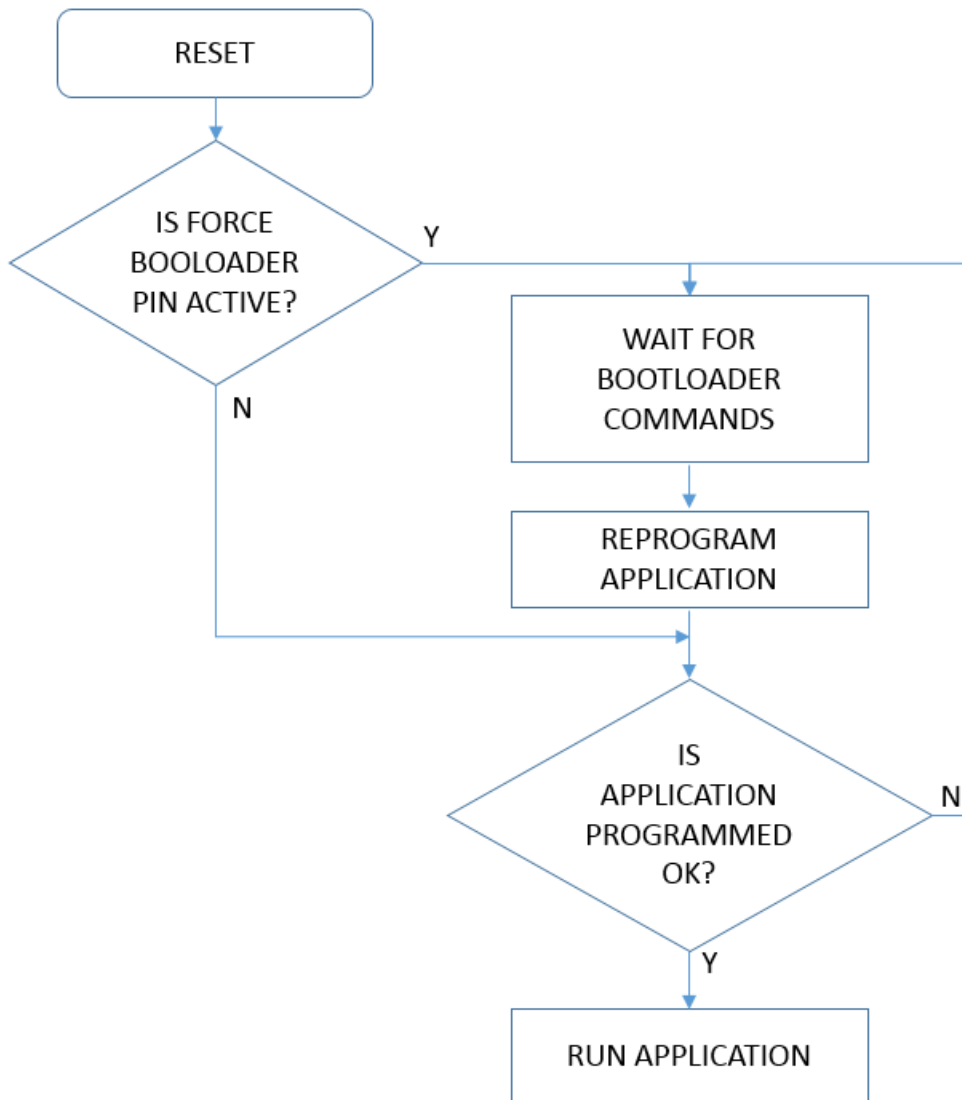 RESET
IS FORCE
BOOLOADER
PIN ACTIVE?
Y
N
WAIT FOR
BOOTLOADER
COMMANDS
REPROGRAM
APPLICATION
IS
APPLICATION
PROGRAMMED
OK?
N
Y
RUN APPLICATION